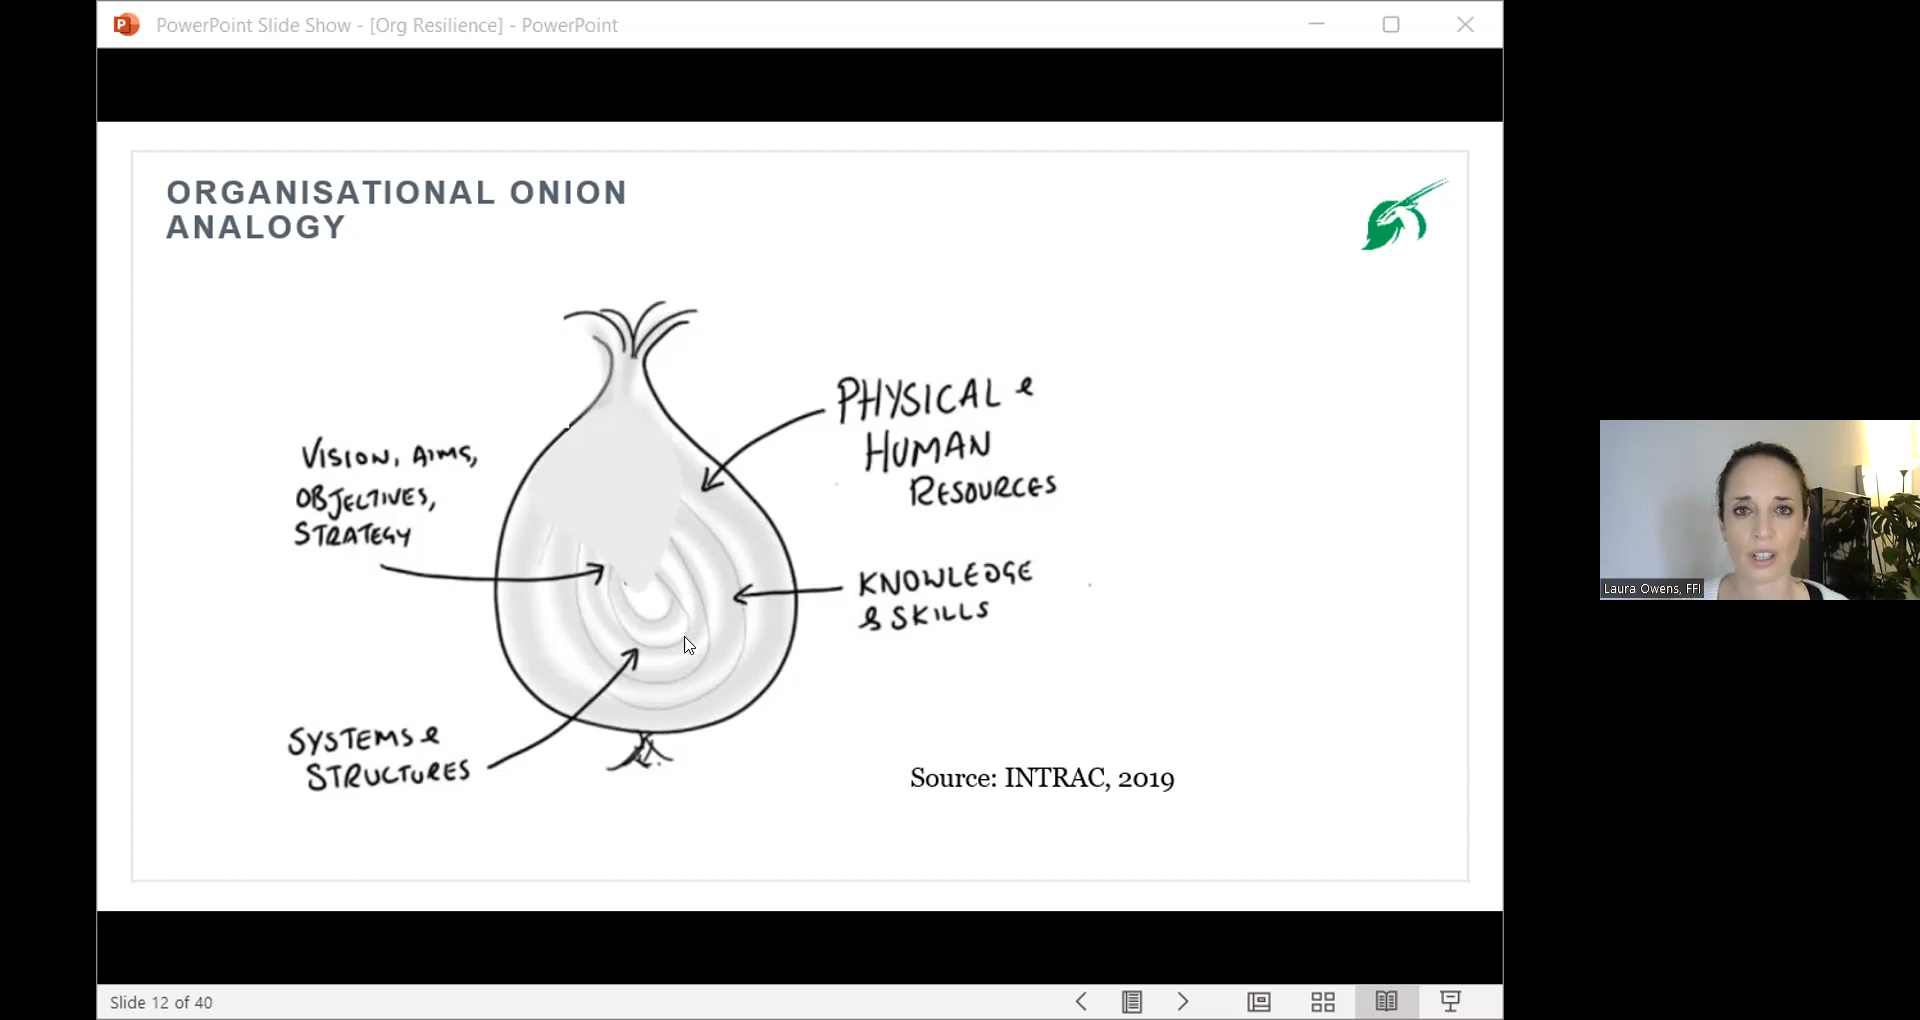 PowerPoint Slide Show - [Org Resilience] - PowerPoint
ORGANISATIONAL ONION
ANALOGY
VISION, AIMS,
OBJECTIVES,
STRATEGY
PHYSICAL &
HUMAN
RESOURCES
KNOWLEDGE
& SKILLS
SYSTEMS &
STRUCTURES
Source: INTRAC, 2019
Laura Owens, FFI
Slide 12 of 40